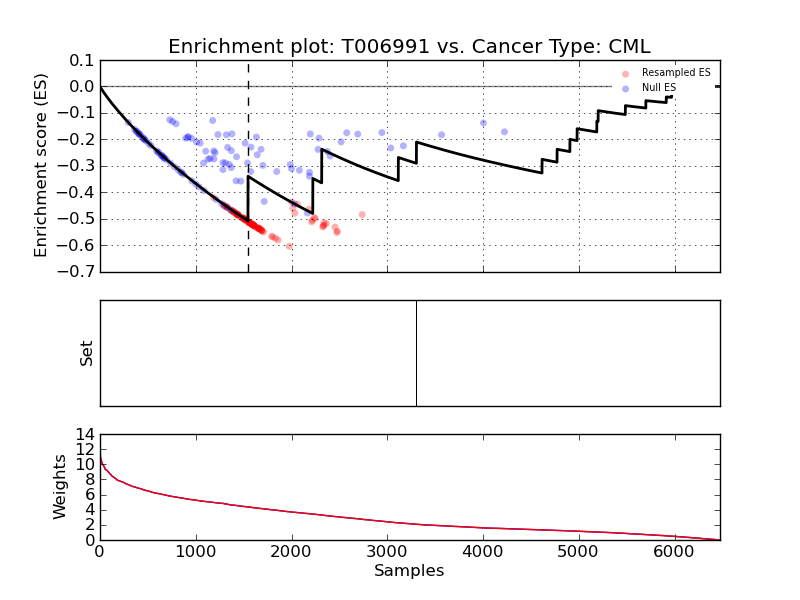 Enrichment plot: T006991 vs. Cancer Type: CML
Enrichment score (ES)
0.1
0.0
−0.1
−0.2
−0.3
−0.4
−0.5
−0.6
−0.7
Resampled ES
Null ES
Set
Weights
14
12
10
8
6
4
2
0
0 1000 2000 3000 4000 5000 6000
Samples